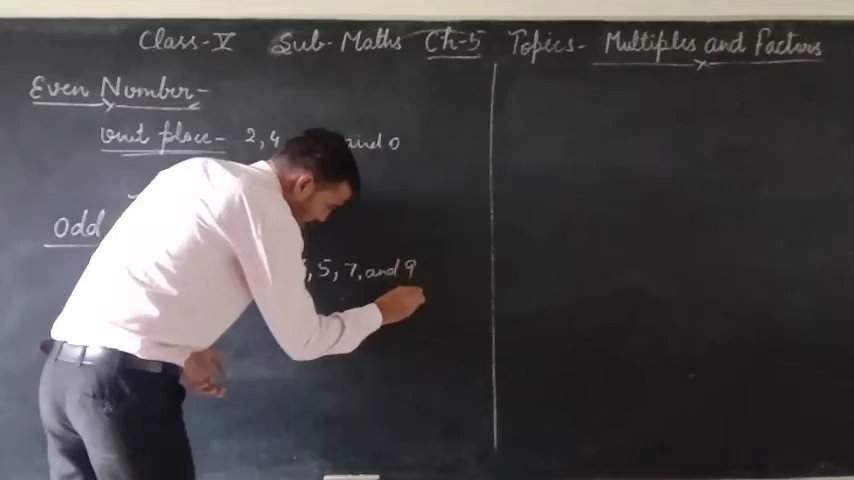 Class-V Sub-Maths Ch-5 Topics- Multiples and Factors
Even Number-
Unit place- 2, 4 and 0
Odd
, 5, 7, and 9